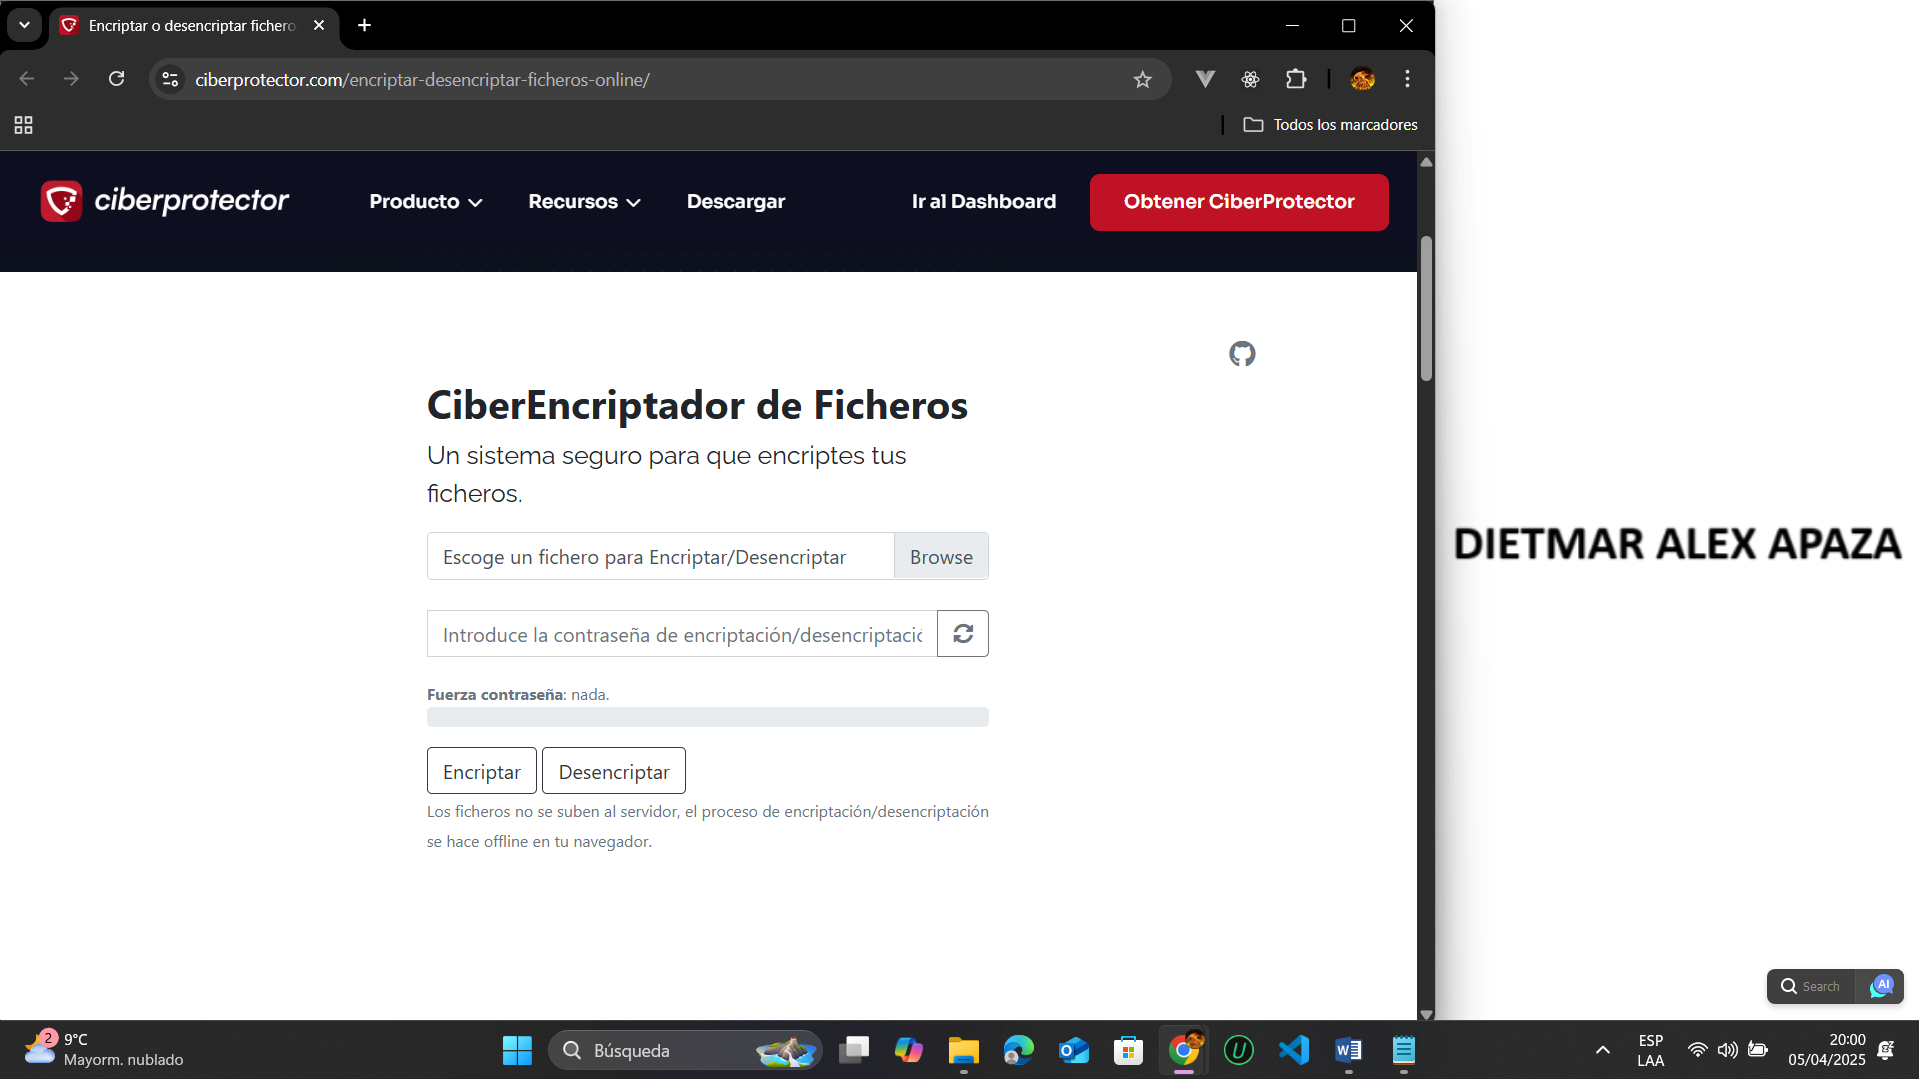 Encriptar o desencriptar fichero
ciberprotector.com/encriptar-desencriptar-ficheros-online/
Todos los marcadores
ciberprotector
Producto
Recursos
Descargar
Ir al Dashboard
Obtener CiberProtector
CiberEncriptador de Ficheros
Un sistema seguro para que encriptes tus
ficheros.
Escoge un fichero para Encriptar/Desencriptar
Browse
Introduce la contraseña de encriptación/desencriptació
Fuerza contraseña: nada.
Encriptar
Desencriptar
Los ficheros no se suben al servidor, el proceso de encriptación/desencriptación
se hace offline en tu navegador.
DIETMAR ALEX APAZA
Search
AI
2
9°C
Mayorm. nublado
Búsqueda
ESP
LAA
20:00
05/04/2025